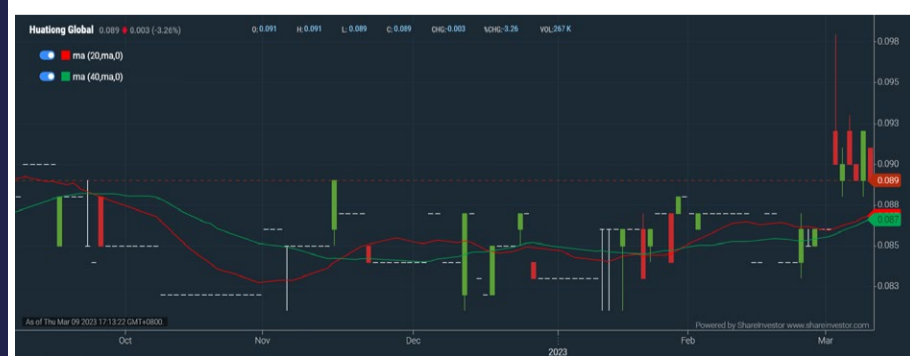 Huationg Global 0.089 0.003 (-3.26%) O: 0.091 H: 0.091 L: 0.089 C: 0.089 CHG:-0.003 %CHG:-3.26 VOL:267 K
ma (20,ma,0)
ma (40,ma,0)
0.098
0.095
0.093
0.090
0.089
0.088
0.087
0.085
0.083
As of Thu Mar 09 2023 17:13:22 GMT+0800
Powered by ShareInvestor www.shareinvestor.com
Oct Nov Dec 2023 Feb Mar